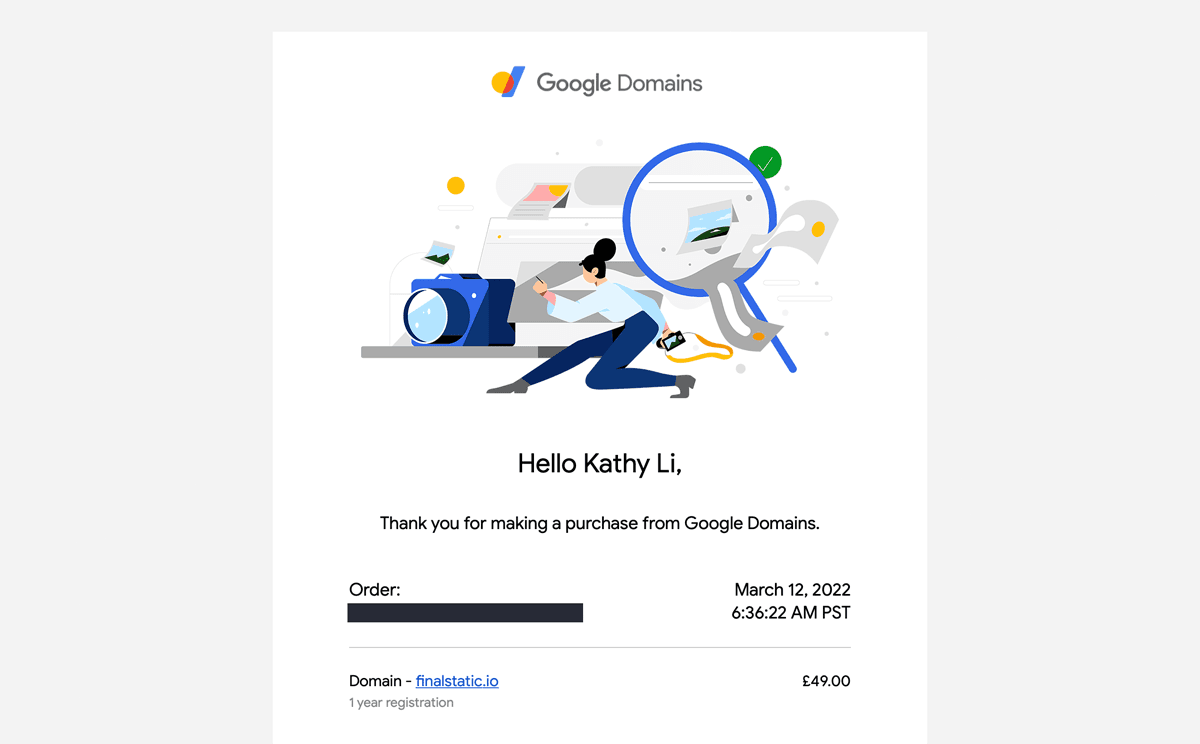 Google Domains
Hello Kathy Li,
Thank you for making a purchase from Google Domains.
Order:
March 12, 2022
6:36:22 AM PST
Domain - finalstatic.io
£49.00
1 year registration